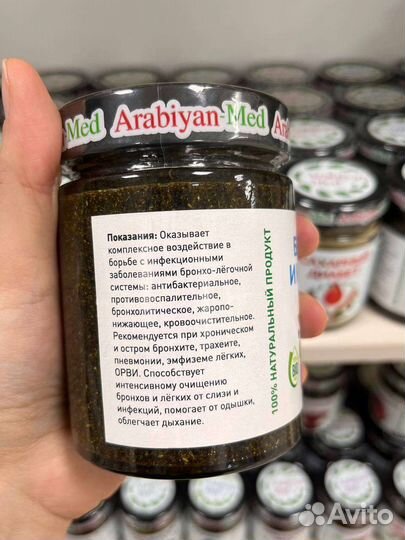 Med Arabiyan-Med
Показания: Оказывает
комплексное воздействие в
борьбе с инфекционными
заболеваниями бронхо-лёгочной
системы: антибактериальное,
противовоспалительное,
бронхолитическое, жаропо-
нижающее, кровоочистительное.
Рекомендуется при хроническом
и остром бронхите, трахеите,
пневмонии, эмфиземе лёгких,
ОРВИ. Способствует
интенсивному очищению
бронхов и лёгких от слизи и
инфекций, помогает от одышки,
облегчает дыхание.
100% НАТУРАЛЬНЫЙ ПРОДУКТ
Avito